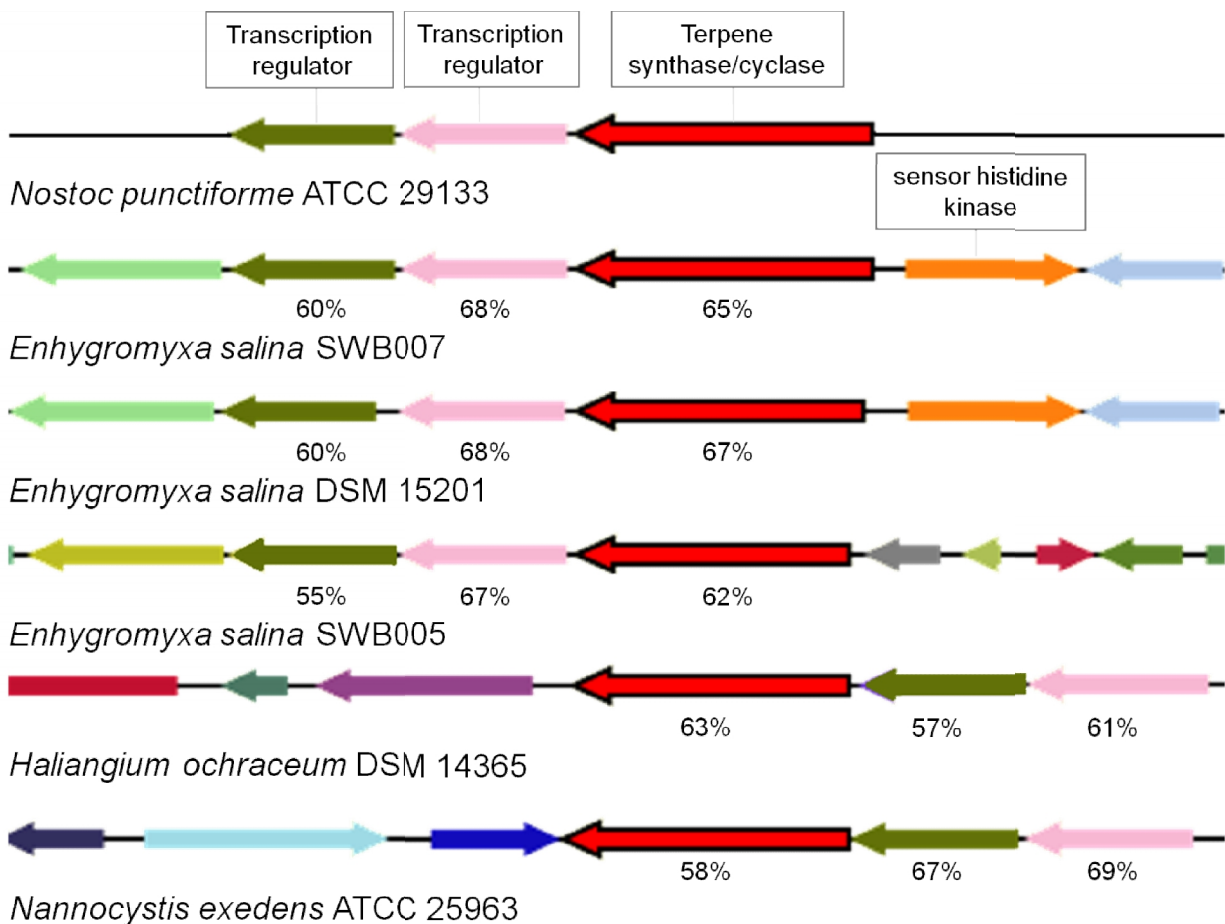 Transcription
regulator
Transcription
regulator
Terpene
synthase/cyclase
Nostoc punctiforme ATCC 29133
sensor histidine
kinase
60%
68%
65%
Enhygromyxa salina SWB007
60%
68%
67%
Enhygromyxa salina DSM 15201
55%
67%
62%
Enhygromyxa salina SWB005
63%
57%
61%
Haliangium ochraceum DSM 14365
58%
67%
69%
Nannocystis exedens ATCC 25963